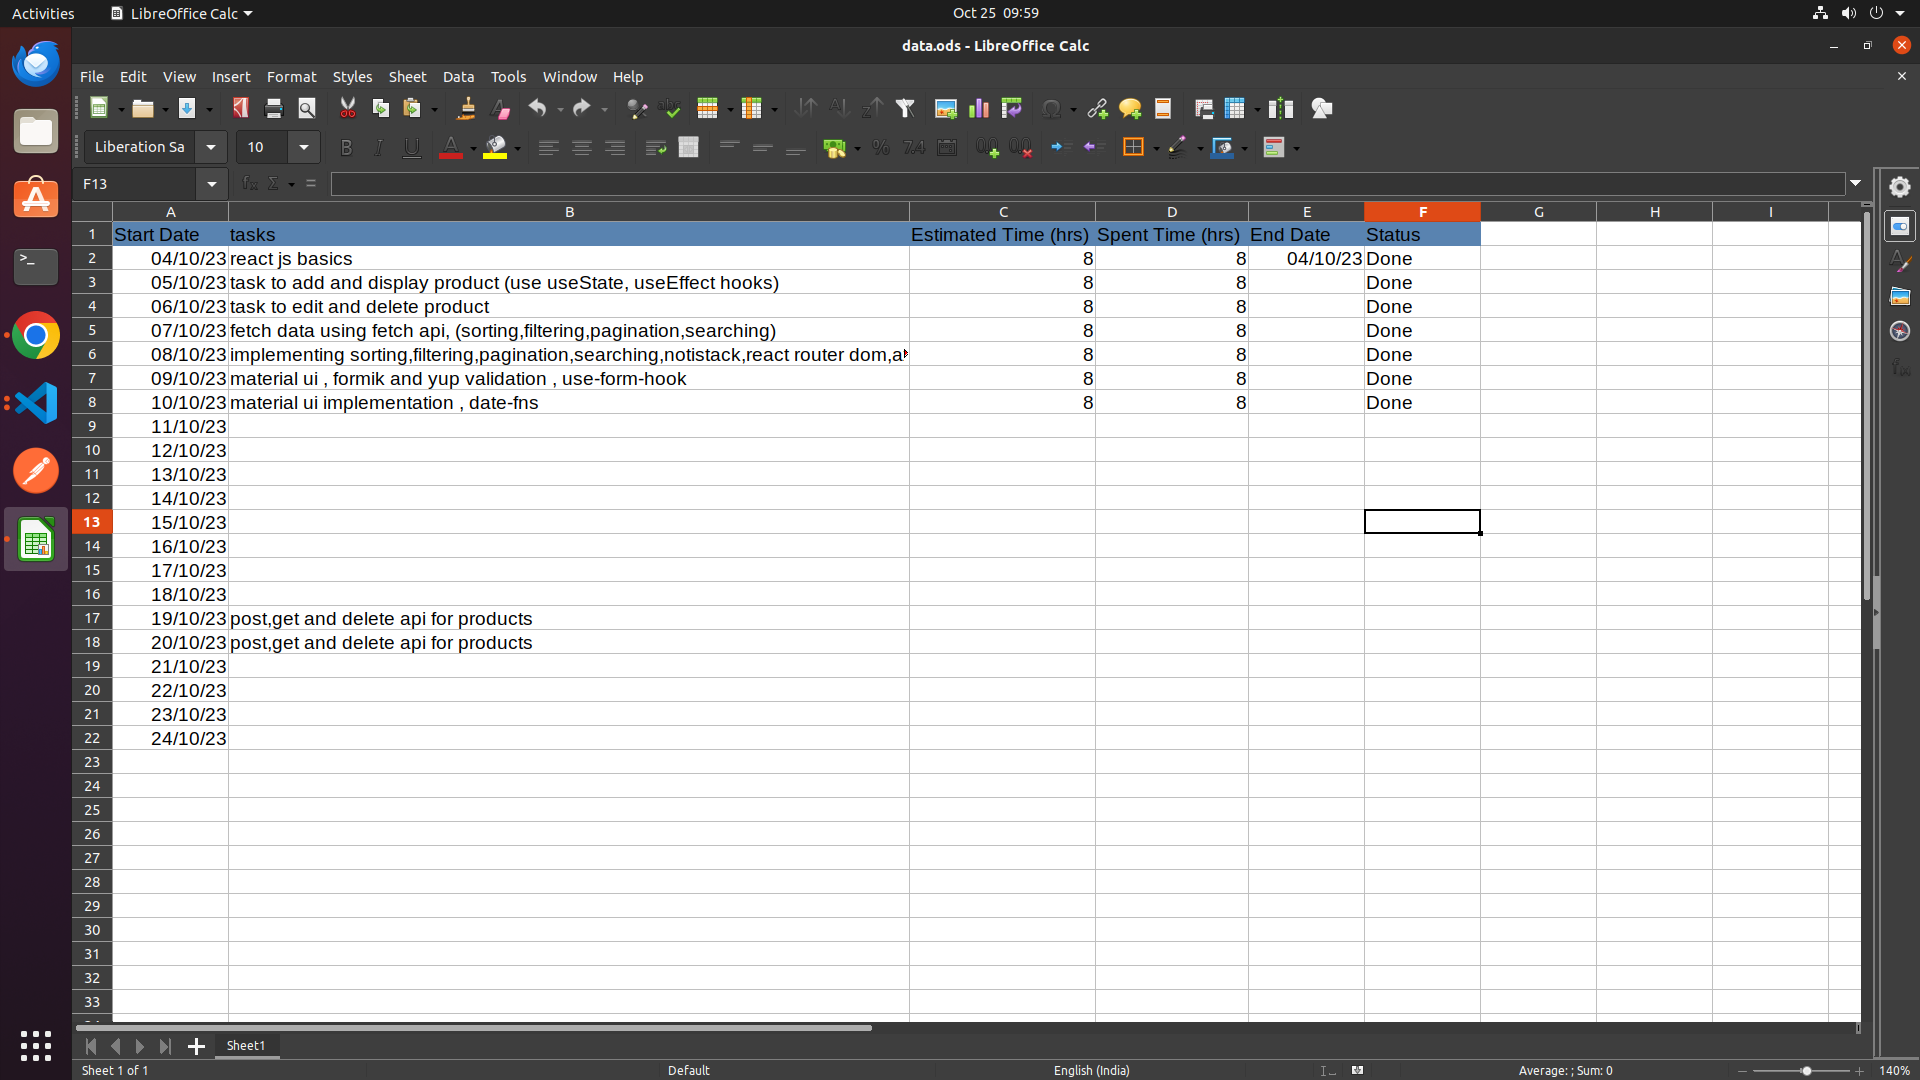 Activities LibreOffice Calc Oct 25 09:59
data.ods - LibreOffice Calc
File Edit View Insert Format Styles Sheet Data Tools Window Help
Liberation Sa 10
F13
A B C D E F G H I
1 Start Date tasks Estimated Time (hrs) Spent Time (hrs) End Date Status
2 04/10/23 react js basics 8 8 04/10/23 Done
3 05/10/23 task to add and display product (use useState, useEffect hooks) 8 8 Done
4 06/10/23 task to edit and delete product 8 8 Done
5 07/10/23 fetch data using fetch api, (sorting,filtering,pagination,searching) 8 8 Done
6 08/10/23 implementing sorting,filtering,pagination,searching,notistack,react router dom,a 8 8 Done
7 09/10/23 material ui , formik and yup validation , use-form-hook 8 8 Done
8 10/10/23 material ui implementation , date-fns 8 8 Done
9 11/10/23
10 12/10/23
11 13/10/23
12 14/10/23
13 15/10/23
14 16/10/23
15 17/10/23
16 18/10/23
17 19/10/23 post,get and delete api for products
18 20/10/23 post,get and delete api for products
19 21/10/23
20 22/10/23
21 23/10/23
22 24/10/23
23
24
25
26
27
28
29
30
31
32
33
Sheet1
Sheet 1 of 1 Default English (India) Average: ; Sum: 0 140%